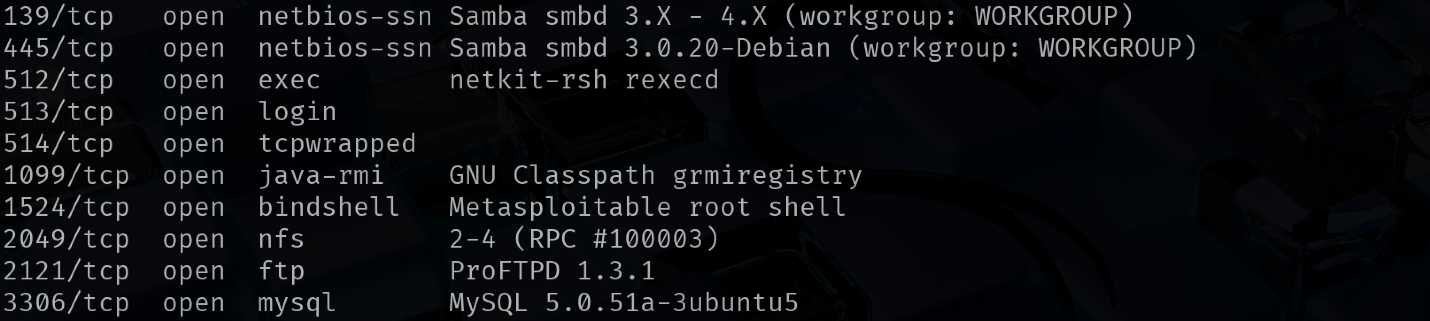 139/tcp  open  netbios-ssn Samba smbd 3.X - 4.X (workgroup: WORKGROUP)
445/tcp  open  netbios-ssn Samba smbd 3.0.20-Debian (workgroup: WORKGROUP)
512/tcp  open  exec        netkit-rsh rexecd
513/tcp  open  login
514/tcp  open  tcpwrapped
1099/tcp  open  java-rmi    GNU Classpath grmiregistry
1524/tcp  open  bindshell   Metasploitable root shell
2049/tcp  open  nfs         2-4 (RPC #100003)
2121/tcp  open  ftp         ProFTPD 1.3.1
3306/tcp  open  mysql       MySQL 5.0.51a-3ubuntu5